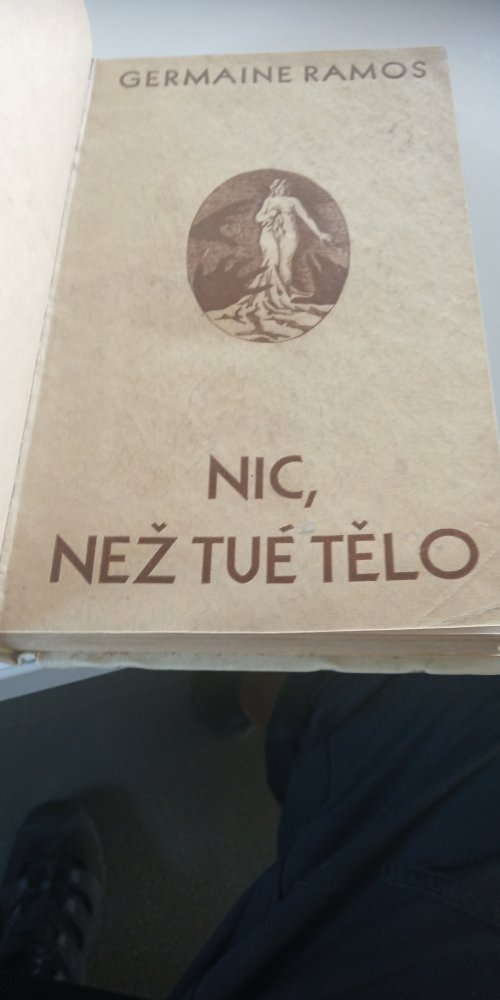 GERMAINE RAMOS
NIC,
NEŽ TUÉ TĚLO